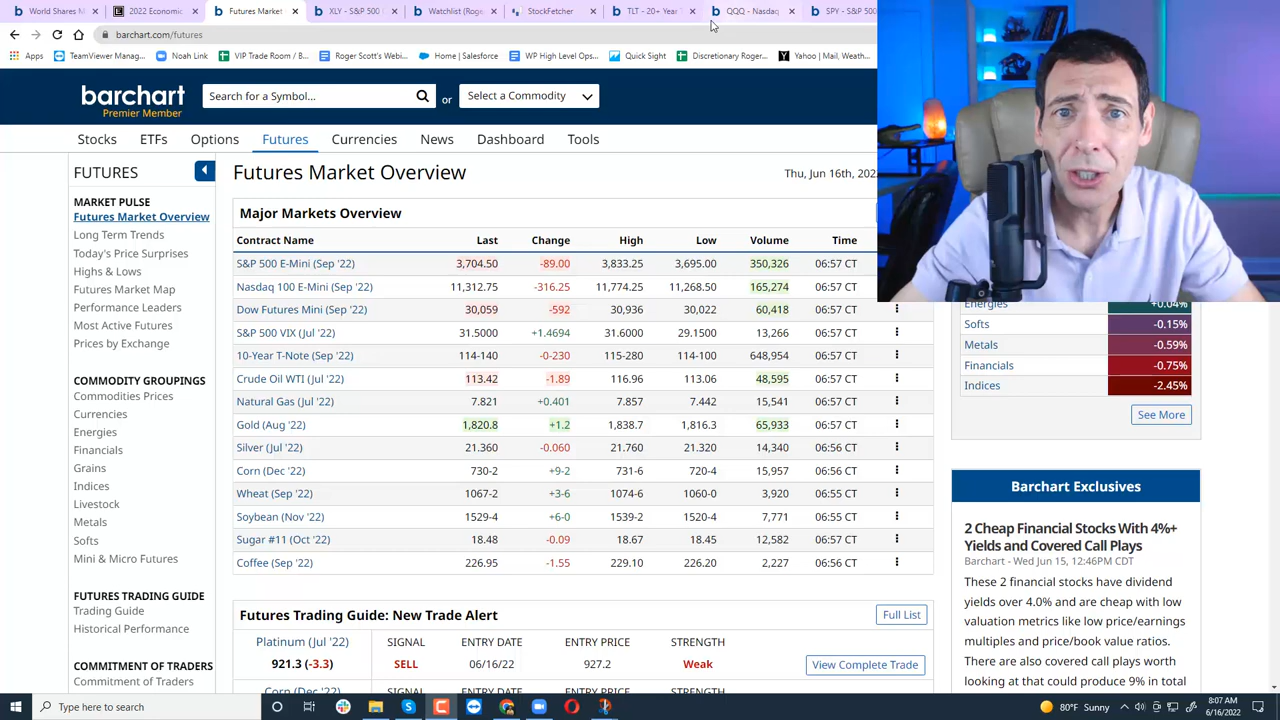 World Shares M
2022 Economic
Futures Market
XLY - S&P 500
Watchlist (Rog
StockFetcher
TLT - 20+ Year
QQQ - Nasdaq
SPY - S&P 500
barchart.com/futures
Apps
TeamViewer Manag...
Noah Link
VIP Trade Room / B...
Roger Scott's Webi...
Home | Salesforce
WP High Level Ops...
Quick Sight
Discretionary Roger...
Yahoo | Mail, Weath...
barchart
Premier Member
Search for a Symbol...
or
Select a Commodity
Stocks
ETFs
Options
Futures
Currencies
News
Dashboard
Tools
FUTURES
MARKET PULSE
Futures Market Overview
Long Term Trends
Today's Price Surprises
Highs & Lows
Futures Market Map
Performance Leaders
Most Active Futures
Prices by Exchange
COMMODITY GROUPINGS
Commodities Prices
Currencies
Energies
Financials
Grains
Indices
Livestock
Metals
Softs
Mini & Micro Futures
FUTURES TRADING GUIDE
Trading Guide
Historical Performance
COMMITMENT OF TRADERS
Commitment of Traders
Futures Market Overview
Thu, Jun 16th, 202
Major Markets Overview
Contract Name Last Change High Low Volume Time
S&P 500 E-Mini (Sep '22) 3,704.50 -89.00 3,833.25 3,695.00 350,326 06:57 CT
Nasdaq 100 E-Mini (Sep '22) 11,312.75 -316.25 11,774.25 11,268.50 165,274 06:57 CT
Dow Futures Mini (Sep '22) 30,059 -592 30,936 30,022 60,418 06:57 CT
S&P 500 VIX (Jul '22) 31.5000 +1.4694 31.6000 29.1500 13,266 06:57 CT
10-Year T-Note (Sep '22) 114-140 -0-230 115-280 114-100 648,954 06:57 CT
Crude Oil WTI (Jul '22) 113.42 -1.89 116.96 113.06 48,595 06:57 CT
Natural Gas (Jul '22) 7.821 +0.401 7.857 7.442 15,541 06:57 CT
Gold (Aug '22) 1,820.8 +1.2 1,838.7 1,816.3 65,933 06:57 CT
Silver (Jul '22) 21.360 -0.060 21.760 21.320 14,340 06:56 CT
Corn (Dec '22) 730-2 +9-2 731-6 720-4 15,957 06:56 CT
Wheat (Sep '22) 1067-2 +3-6 1074-6 1060-0 3,920 06:55 CT
Soybean (Nov '22) 1529-4 +6-0 1539-2 1520-4 7,771 06:55 CT
Sugar #11 (Oct '22) 18.48 -0.09 18.67 18.45 12,582 06:57 CT
Coffee (Sep '22) 226.95 -1.55 229.10 226.20 2,227 06:56 CT
Futures Trading Guide: New Trade Alert
Full List
Platinum (Jul '22) SIGNAL ENTRY DATE ENTRY PRICE STRENGTH
921.3 (-3.3) SELL 06/16/22 927.2 Weak
View Complete Trade
Corn (Dec '22) SIGNAL ENTRY DATE ENTRY PRICE STRENGTH
Energies +0.04%
Softs -0.15%
Metals -0.59%
Financials -0.75%
Indices -2.45%
See More
Barchart Exclusives
2 Cheap Financial Stocks With 4%+
Yields and Covered Call Plays
Barchart - Wed Jun 15, 12:46PM CDT
These 2 financial stocks have dividend
yields over 4.0% and are cheap with low
valuation metrics like low price/earnings
multiples and price/book value ratios.
There are also covered call plays worth
looking at that could produce 9% in total
Type here to search
80°F Sunny
8:07 AM
6/16/2022